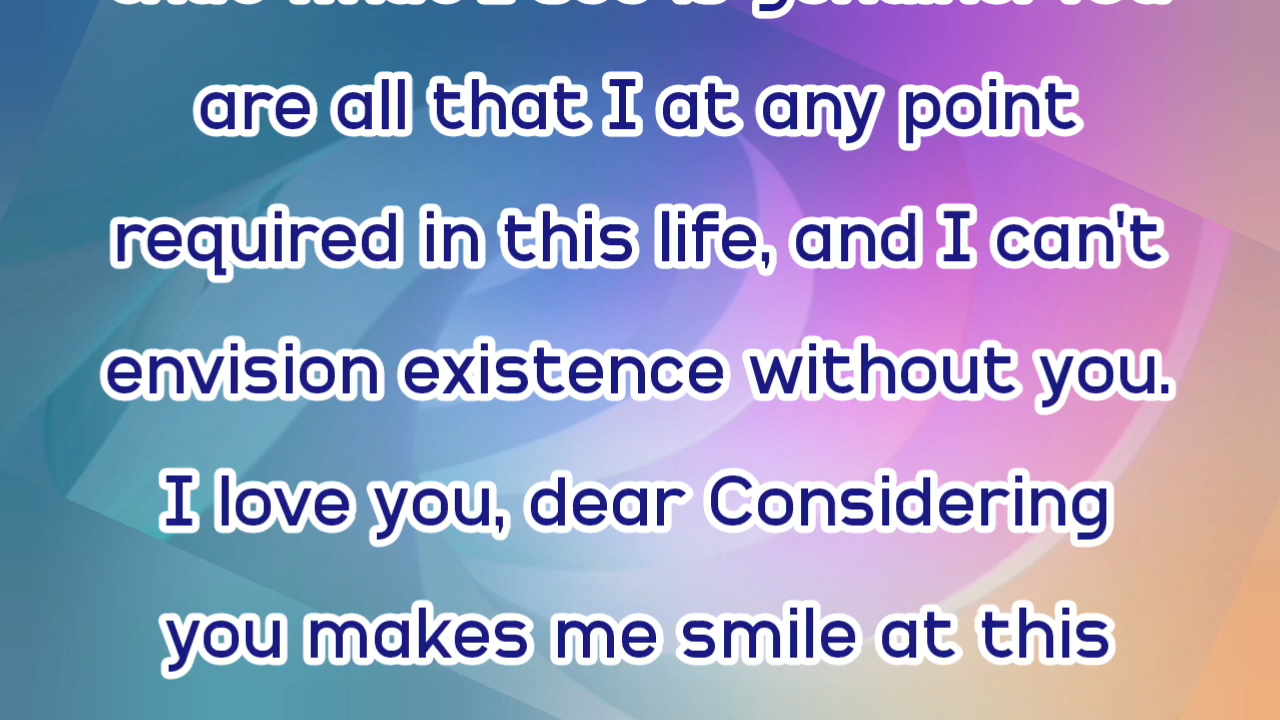 are all that I at any point
required in this life, and I can't
envision existence without you.
I love you, dear Considering
you makes me smile at this